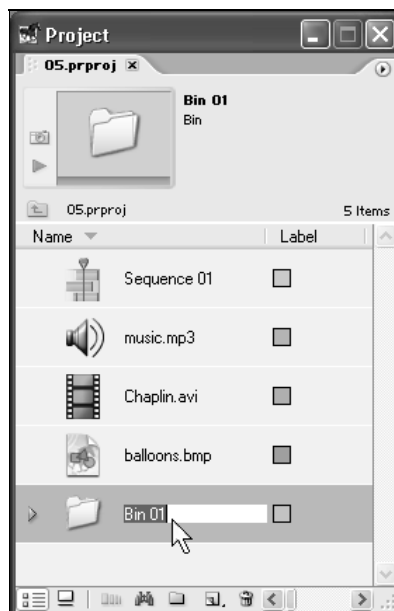 Project
05.prproj
Bin 01
Bin
05.prproj
5 Items
Name
Label
Sequence 01
music.mp3
Chaplin.avi
balloons.bmp
Bin 01